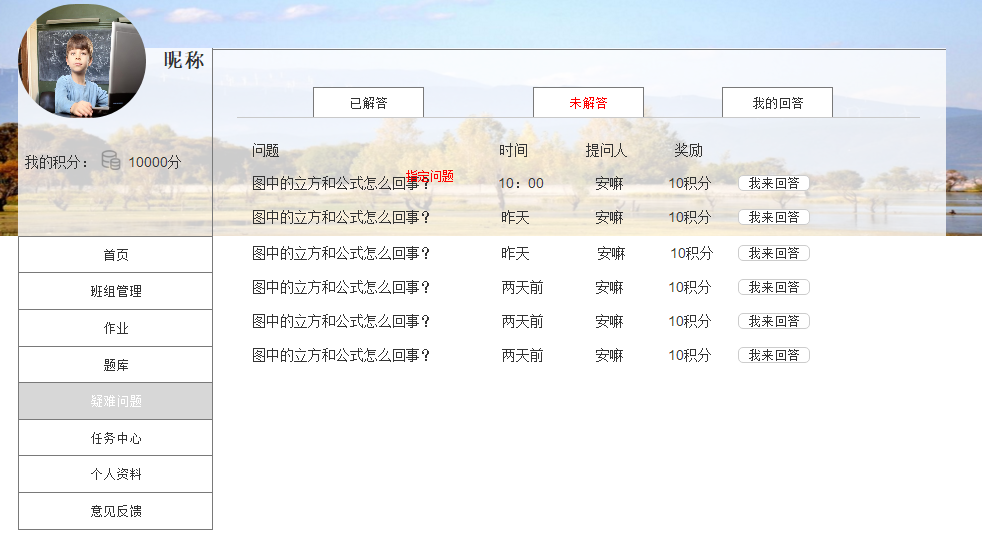 昵称
我的积分： 10000分
首页
班组管理
作业
题库
疑难问题
任务中心
个人资料
意见反馈
已解答 未解答 我的回答
问题 时间 提问人 奖励
指定问题
图中的立方和公式怎么回事？ 10：00 安嘛 10积分 我来回答
图中的立方和公式怎么回事？ 昨天 安嘛 10积分 我来回答
图中的立方和公式怎么回事？ 昨天 安嘛 10积分 我来回答
图中的立方和公式怎么回事？ 两天前 安嘛 10积分 我来回答
图中的立方和公式怎么回事？ 两天前 安嘛 10积分 我来回答
图中的立方和公式怎么回事？ 两天前 安嘛 10积分 我来回答